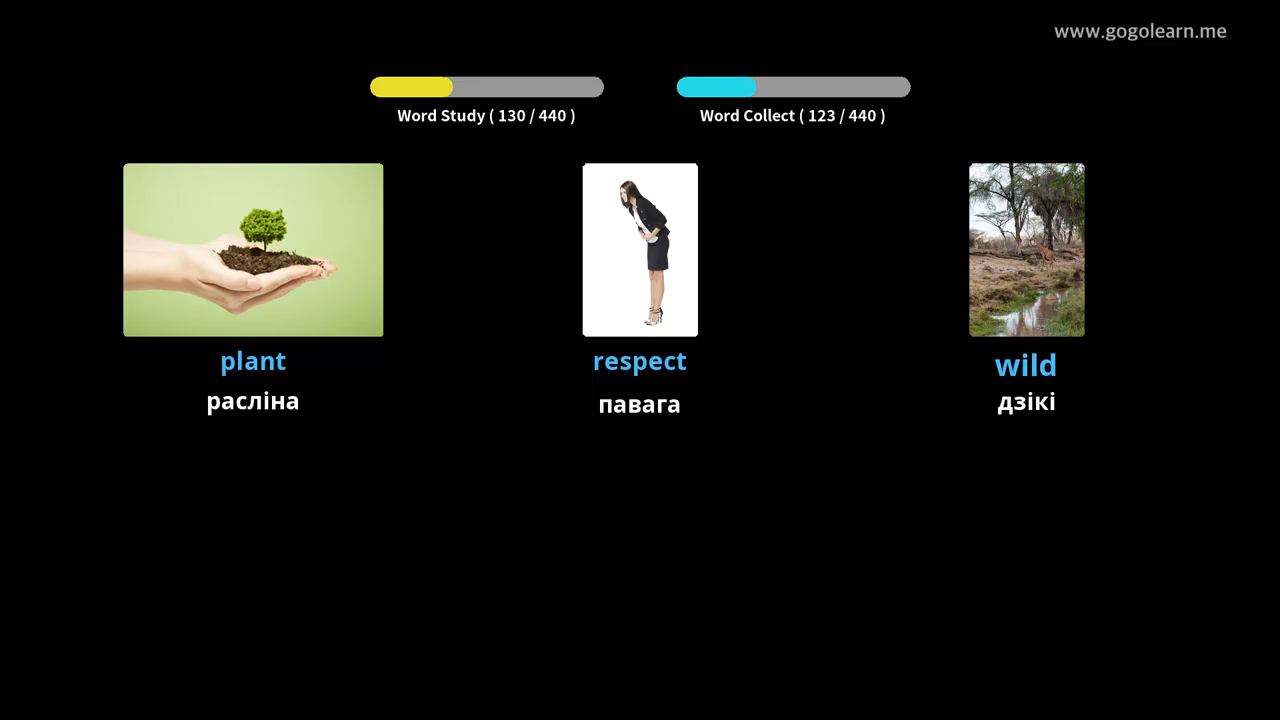 www.gogolearn.me
Word Study ( 130 / 440 )
Word Collect ( 123 / 440 )
plant
respect
wild
расліна
павага
дзікі